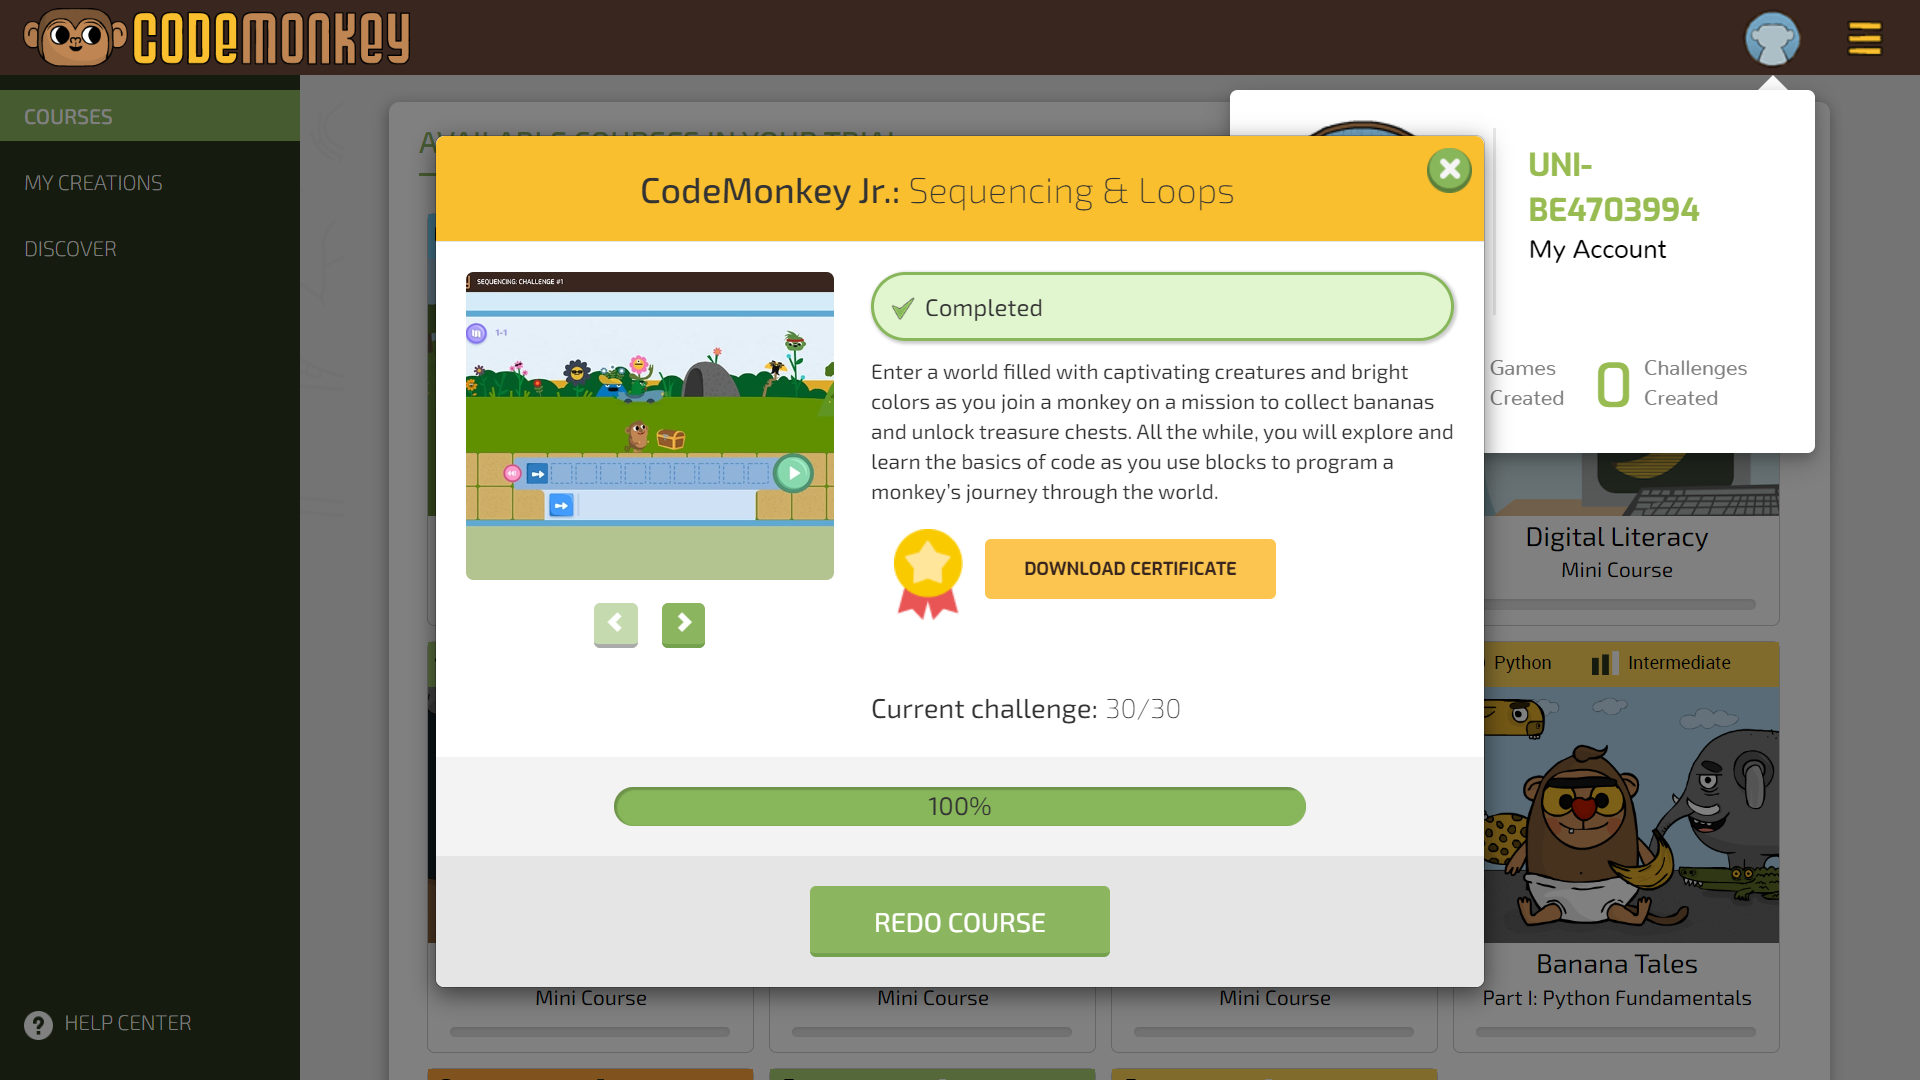 CODEMONKEY
COURSES
MY CREATIONS
DISCOVER
HELP CENTER
AVAILABLE COURSES IN YOUR TRIAL
UNI-
BE4703994
My Account
Games
Created
0
Challenges
Created
CodeMonkey Jr.: Sequencing & Loops
SEQUENCING: CHALLENGE #1
1-1
Completed
Enter a world filled with captivating creatures and bright
colors as you join a monkey on a mission to collect bananas
and unlock treasure chests. All the while, you will explore and
learn the basics of code as you use blocks to program a
monkey's journey through the world.
DOWNLOAD CERTIFICATE
Current challenge: 30/30
100%
REDO COURSE
Digital Literacy
Mini Course
Python
Intermediate
Banana Tales
Part I: Python Fundamentals
Mini Course
Mini Course
Mini Course